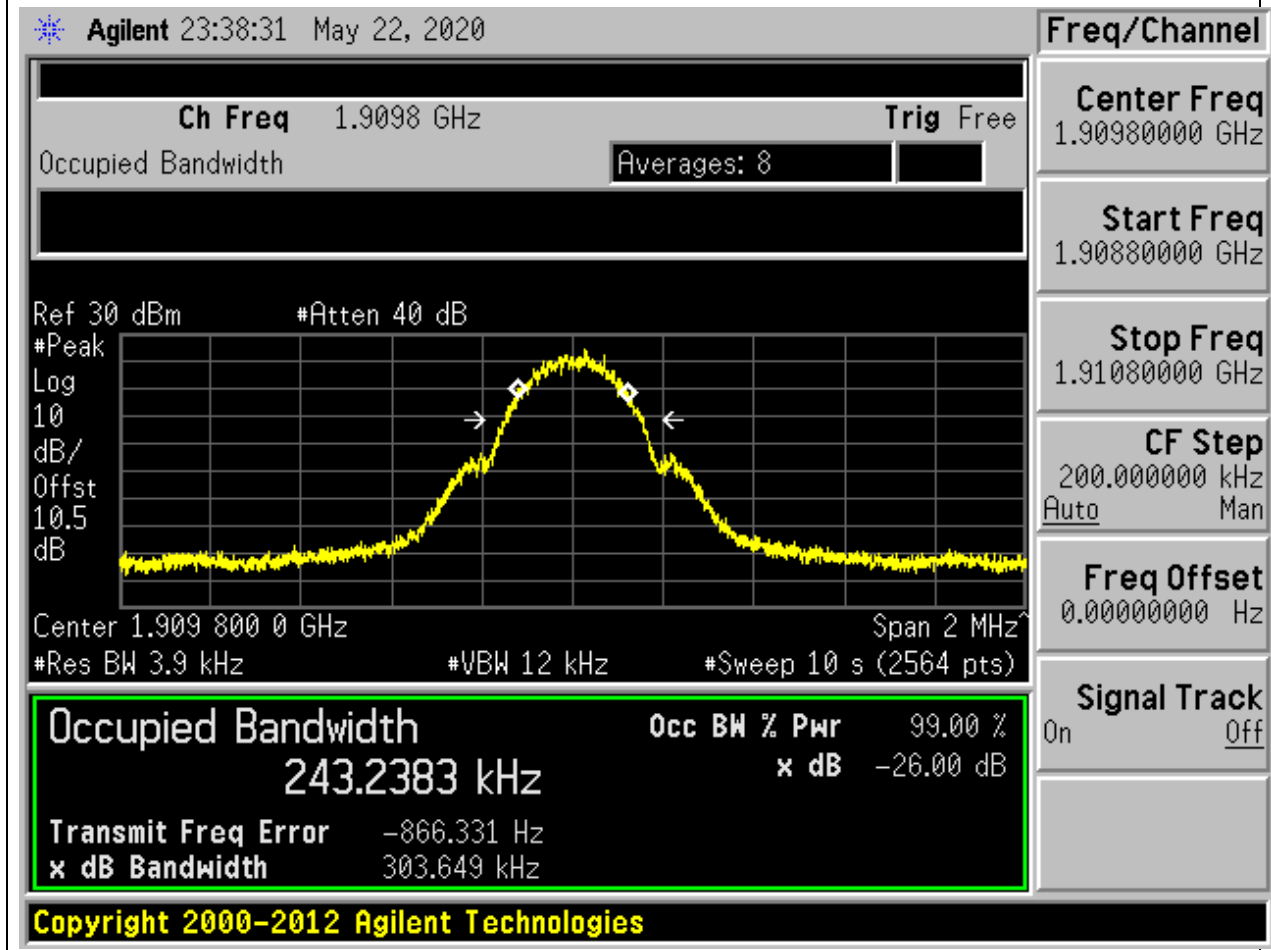 Agilent 23:38:31 May 22, 2020
Ch Freq 1.9098 GHz Trig Free
Occupied Bandwidth Averages: 8
Ref 30 dBm #Atten 40 dB
#Peak
Log
10
dB/
Offst
10.5
dB
Center 1.909 800 0 GHz Span 2 MHz^
#Res BW 3.9 kHz #VBW 12 kHz #Sweep 10 s (2564 pts)
Occupied Bandwidth Occ BW % Pwr 99.00 %
243.2383 kHz x dB -26.00 dB
Transmit Freq Error -866.331 Hz
x dB Bandwidth 303.649 kHz
Copyright 2000-2012 Agilent Technologies
Freq/Channel
Center Freq
1.90980000 GHz
Start Freq
1.90880000 GHz
Stop Freq
1.91080000 GHz
CF Step
200.000000 kHz
Auto Man
Freq Offset
0.00000000 Hz
Signal Track
On Off